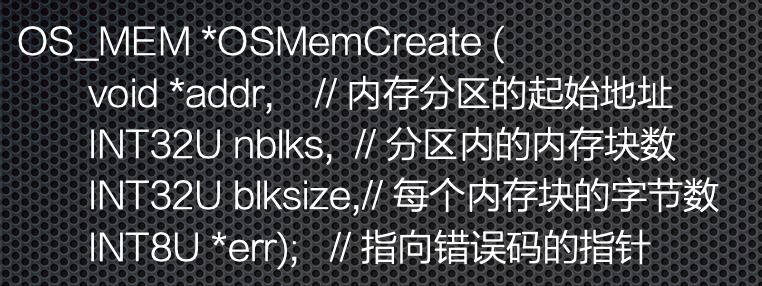 OS_MEM *OSMemCreate (
void *addr, // 内存分区的起始地址
INT32U nblks, // 分区内的内存块数
INT32U blksize,// 每个内存块的字节数
INT8U *err); // 指向错误码的指针